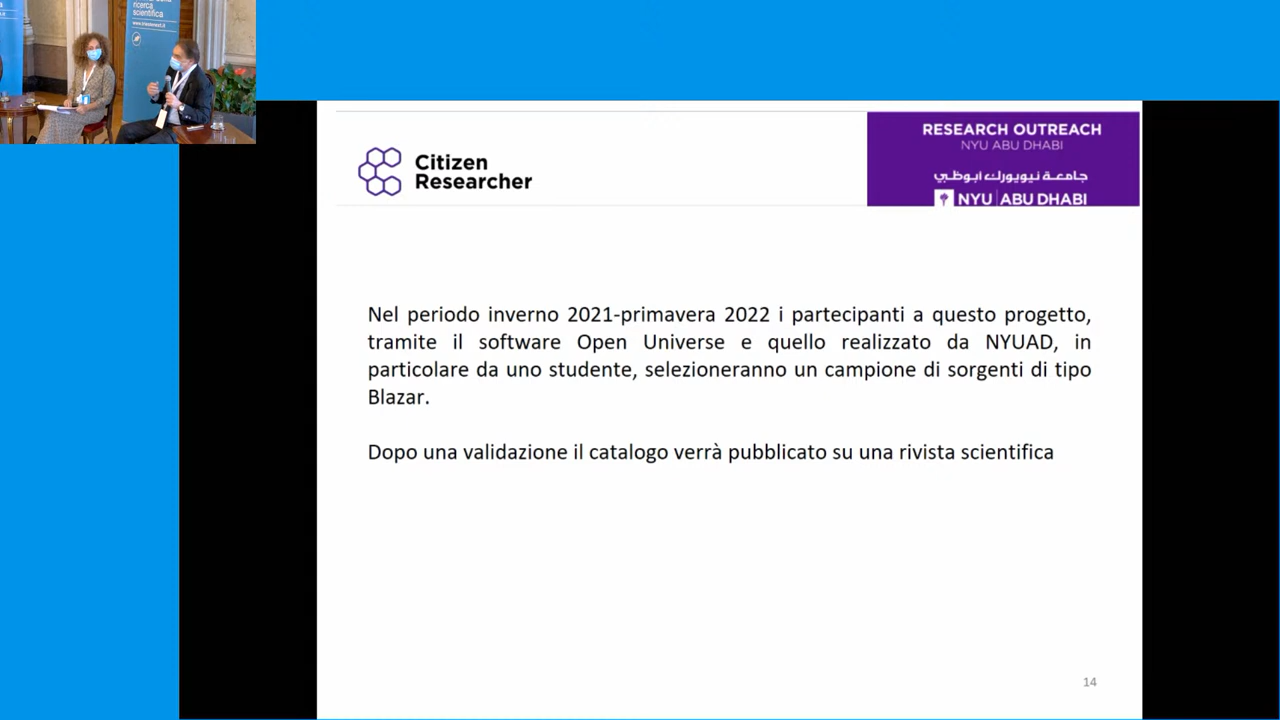 ricerca
scientifica
Citizen
Researcher
RESEARCH OUTREACH
NYU ABU DHABI
جامعـة نيويورك أبوظبي
NYU ABU DHABI
Nel periodo inverno 2021-primavera 2022 i partecipanti a questo progetto,
tramite il software Open Universe e quello realizzato da NYUAD, in
particolare da uno studente, selezioneranno un campione di sorgenti di tipo
Blazar.
Dopo una validazione il catalogo verrà pubblicato su una rivista scientifica
14